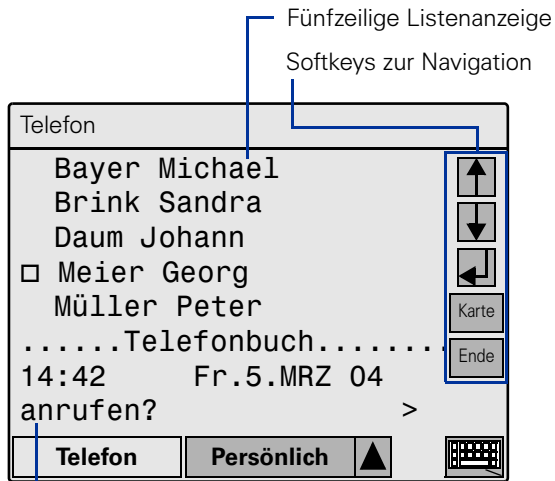 Fünfzeilige Listenanzeige
Softkeys zur Navigation
Telefon
Bayer Michael
Brink Sandra
Daum Johann
Meier Georg
Müller Peter
Karte
......Telefonbuch........
Ende
14:42 Fr.5.MRZ 04
anrufen? >
Telefon Persönlich